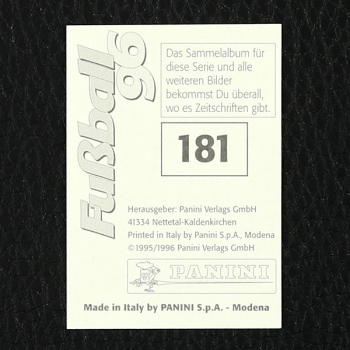 Fußball
96
Das Sammelalbum für
diese Serie und alle
weiteren Bilder
bekommst Du überall,
wo es Zeitschriften gibt.
181
Herausgeber: Panini Verlags GmbH
41334 Nettetal-Kaldenkirchen
Printed in Italy by Panini S.p.A., Modena
©1995/1996 Panini Verlags GmbH
PANINI
Made in Italy by PANINI S.p.A. - Modena